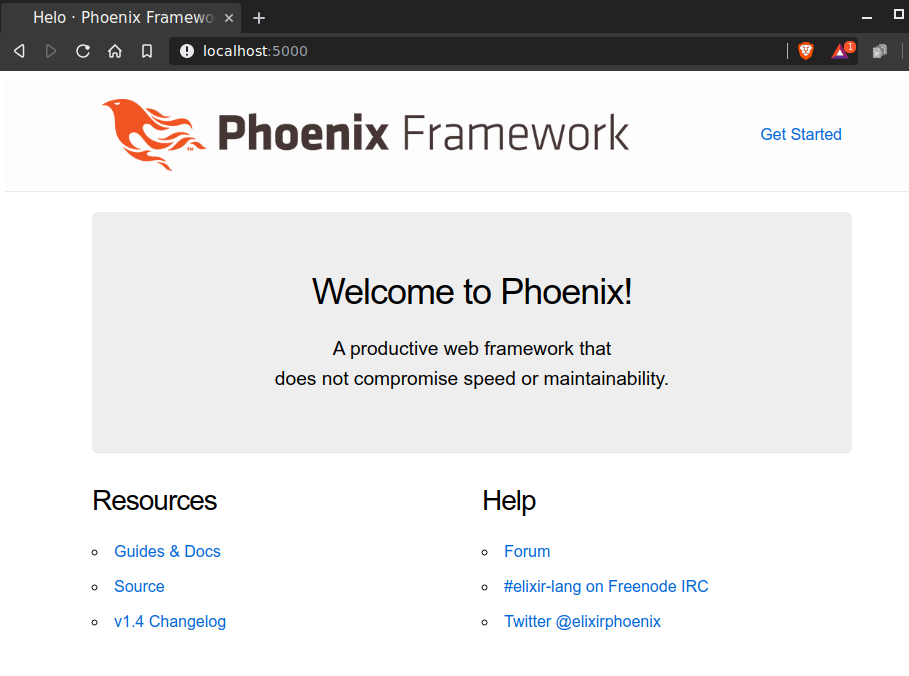 Helo · Phoenix Framewo
localhost:5000
1
Phoenix Framework
TM
Get Started
Welcome to Phoenix!
A productive web framework that
does not compromise speed or maintainability.
Resources
Help
Guides & Docs
Forum
Source
#elixir-lang on Freenode IRC
v1.4 Changelog
Twitter @elixirphoenix